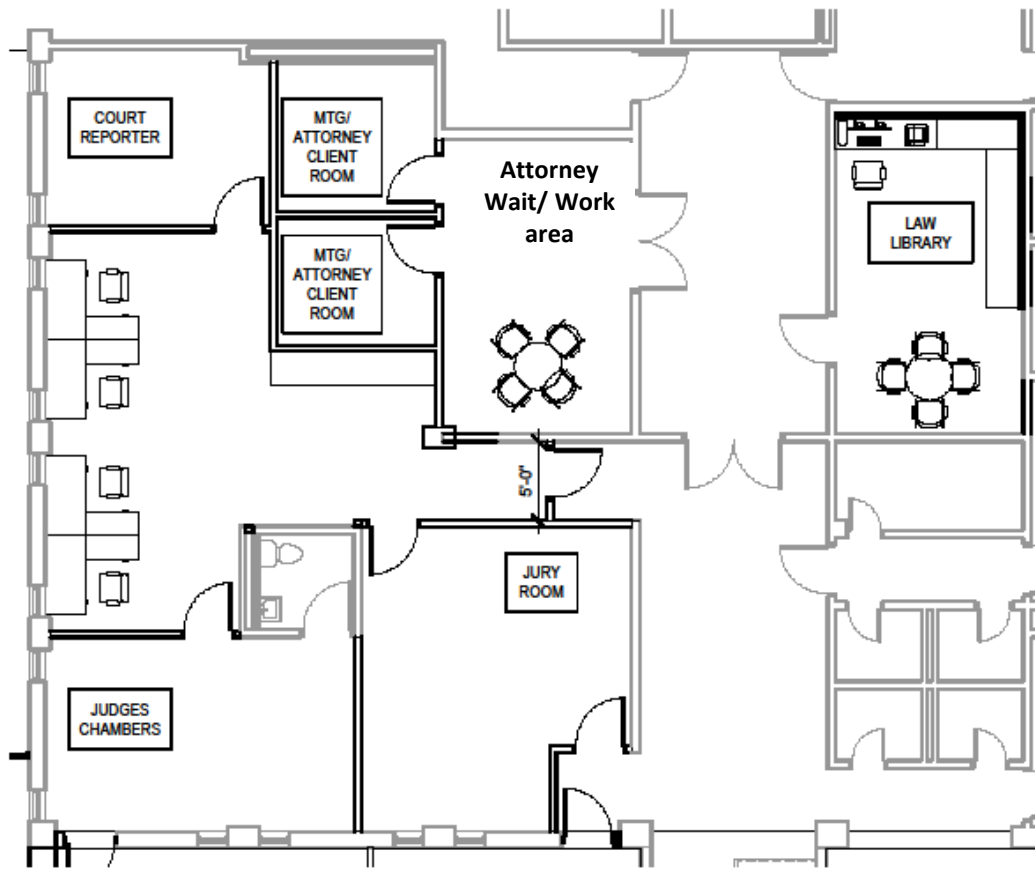 COURT
REPORTER
MTG/
ATTORNEY
CLIENT
ROOM
Attorney
Wait/ Work
area
LAW
LIBRARY
MTG/
ATTORNEY
CLIENT
ROOM
5'-0"
JURY
ROOM
JUDGES
CHAMBERS